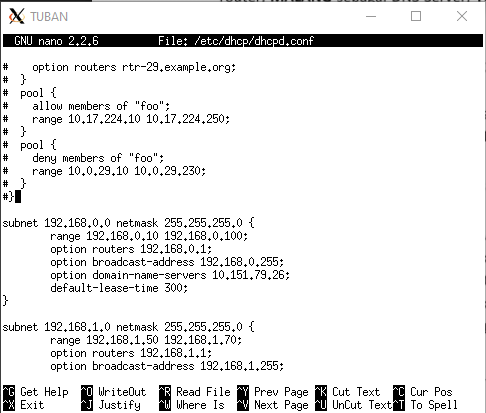 TUBAN
GNU nano 2.2.6 File: /etc/dhcp/dhcpd.conf
# option routers rtr-29.example.org;
# }
# pool {
# allow members of "foo";
# range 10.17.224.10 10.17.224.250;
# }
# pool {
# deny members of "foo";
# range 10.0.29.10 10.0.29.230;
# }
#}
subnet 192.168.0.0 netmask 255.255.255.0 {
range 192.168.0.10 192.168.0.100;
option routers 192.168.0.1;
option broadcast-address 192.168.0.255;
option domain-name-servers 10.151.79.26;
default-lease-time 300;
}
subnet 192.168.1.0 netmask 255.255.255.0 {
range 192.168.1.50 192.168.1.70;
option routers 192.168.1.1;
option broadcast-address 192.168.1.255;
^G Get Help ^O WriteOut ^R Read File ^Y Prev Page ^K Cut Text ^C Cur Pos
^X Exit ^J Justify ^W Where Is ^V Next Page ^U UnCut Text ^T To Spell